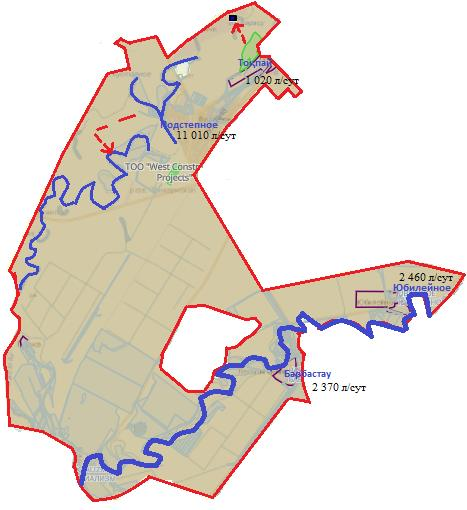 Тоқпай
1 020 л/сут
Подстепное
11 010 л/сут
ТОО "West Constr
Projects
2 460 л/сут
Юбилейное
Барбастау
2 370 л/сут